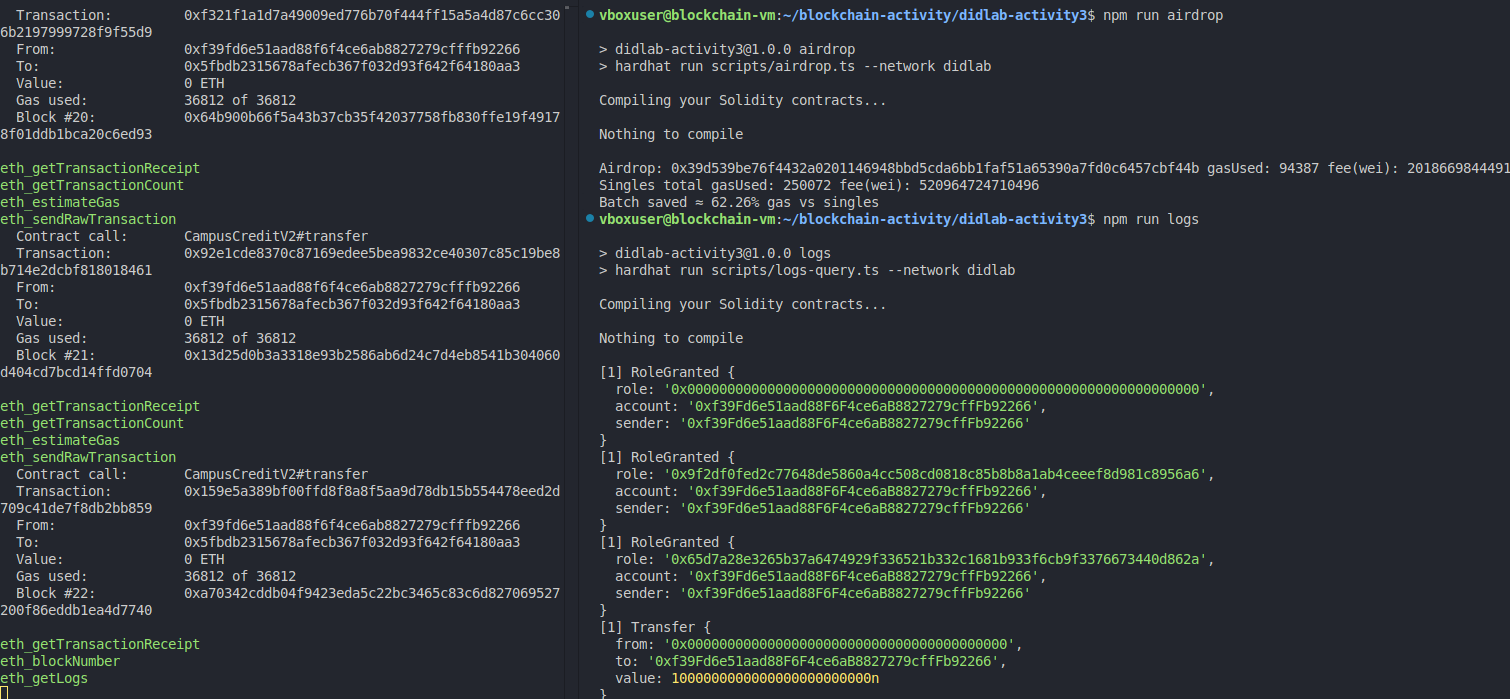 Transaction:         0xf321f1a1d7a49009ed776b70f444ff15a5a4d87c6cc30
6b2197999728f9f55d9
  From:                0xf39fd6e51aad88f6f4ce6ab8827279cfffb92266
  To:                  0x5fbdb2315678afecb367f032d93f642f64180aa3
  Value:               0 ETH
  Gas used:            36812 of 36812
  Block #20:           0x64b900b66f5a43b37cb35f42037758fb830ffe19f4917
8f01ddb1bca20c6ed93

eth_getTransactionReceipt
eth_getTransactionCount
eth_estimateGas
eth_sendRawTransaction
  Contract call:       CampusCreditV2#transfer
  Transaction:         0x92e1cde8370c87169edee5bea9832ce40307c85c19be8
b714e2dcbf818018461
  From:                0xf39fd6e51aad88f6f4ce6ab8827279cfffb92266
  To:                  0x5fbdb2315678afecb367f032d93f642f64180aa3
  Value:               0 ETH
  Gas used:            36812 of 36812
  Block #21:           0x13d25d0b3a3318e93b2586ab6d24c7d4eb8541b304060
d404cd7bcd14ffd0704

eth_getTransactionReceipt
eth_getTransactionCount
eth_estimateGas
eth_sendRawTransaction
  Contract call:       CampusCreditV2#transfer
  Transaction:         0x159e5a389bf00ffd8f8a8f5aa9d78db15b554478eed2d
709c41de7f8db2bb859
  From:                0xf39fd6e51aad88f6f4ce6ab8827279cfffb92266
  To:                  0x5fbdb2315678afecb367f032d93f642f64180aa3
  Value:               0 ETH
  Gas used:            36812 of 36812
  Block #22:           0xa70342cddb04f9423eda5c22bc3465c83c6d827069527
200f86eddb1ea4d7740

eth_getTransactionReceipt
eth_blockNumber
eth_getLogs

vboxuser@blockchain-vm:~/blockchain-activity/didlab-activity3$ npm run airdrop

> didlab-activity3@1.0.0 airdrop
> hardhat run scripts/airdrop.ts --network didlab

Compiling your Solidity contracts...

Nothing to compile

Airdrop: 0x39d539be76f4432a0201146948bbd5cda6bb1faf51a65390a7fd0c6457cbf44b gasUsed: 94387 fee(wei): 2018669844491
Singles total gasUsed: 250072 fee(wei): 520964724710496
Batch saved ≈ 62.26% gas vs singles
vboxuser@blockchain-vm:~/blockchain-activity/didlab-activity3$ npm run logs

> didlab-activity3@1.0.0 logs
> hardhat run scripts/logs-query.ts --network didlab

Compiling your Solidity contracts...

Nothing to compile

[1] RoleGranted {
  role: '0x0000000000000000000000000000000000000000000000000000000000000000',
  account: '0xf39Fd6e51aad88F6F4ce6aB8827279cffFb92266',
  sender: '0xf39Fd6e51aad88F6F4ce6aB8827279cffFb92266'
}
[1] RoleGranted {
  role: '0x9f2df0fed2c77648de5860a4cc508cd0818c85b8b8a1ab4ceeef8d981c8956a6',
  account: '0xf39Fd6e51aad88F6F4ce6aB8827279cffFb92266',
  sender: '0xf39Fd6e51aad88F6F4ce6aB8827279cffFb92266'
}
[1] RoleGranted {
  role: '0x65d7a28e3265b37a6474929f336521b332c1681b933f6cb9f3376673440d862a',
  account: '0xf39Fd6e51aad88F6F4ce6aB8827279cffFb92266',
  sender: '0xf39Fd6e51aad88F6F4ce6aB8827279cffFb92266'
}
[1] Transfer {
  from: '0x0000000000000000000000000000000000000000',
  to: '0xf39Fd6e51aad88F6F4ce6aB8827279cffFb92266',
  value: 1000000000000000000000000n
}